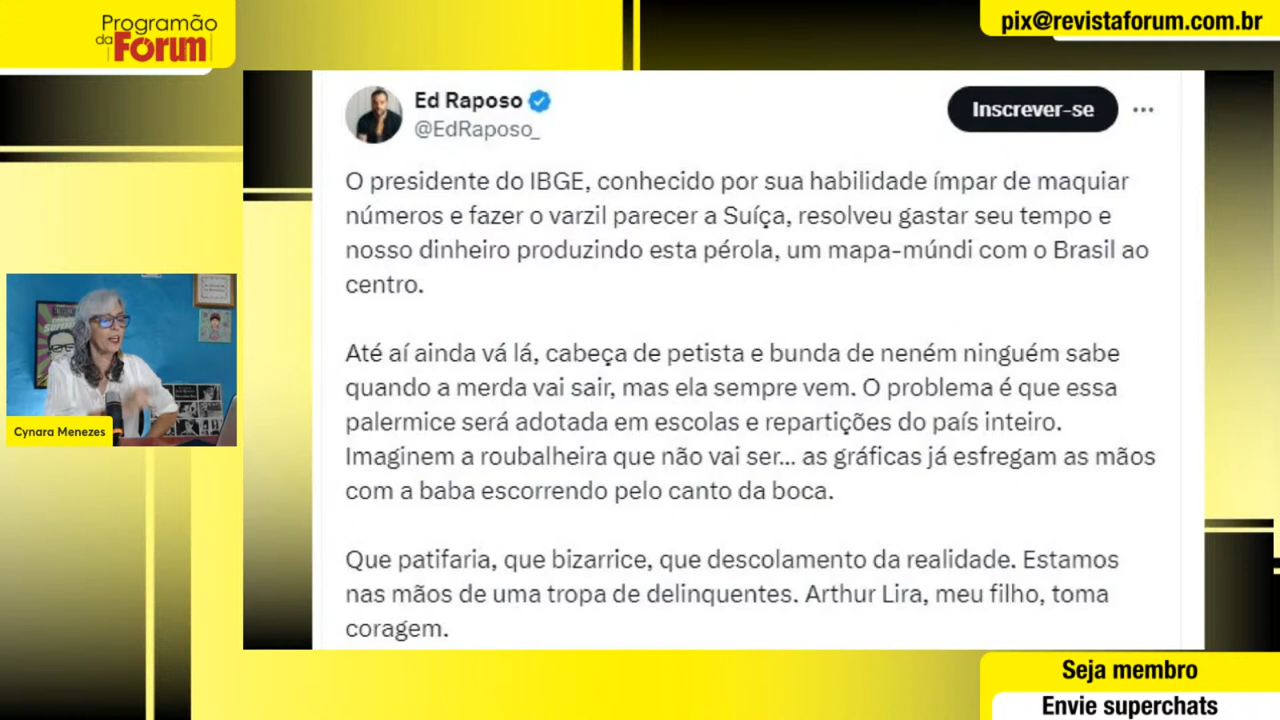 Programão
da
Fórum
pix@revistaforum.com.br
Ed Raposo
@EdRaposo_
Inscrever-se
O presidente do IBGE, conhecido por sua habilidade ímpar de maquiar
números e fazer o varzil parecer a Suíça, resolveu gastar seu tempo e
nosso dinheiro produzindo esta pérola, um mapa-múndi com o Brasil ao
centro.
Até aí ainda vá lá, cabeça de petista e bunda de neném ninguém sabe
quando a merda vai sair, mas ela sempre vem. O problema é que essa
palermice será adotada em escolas e repartições do país inteiro.
Imaginem a roubalheira que não vai ser... as gráficas já esfregam as mãos
com a baba escorrendo pelo canto da boca.
Que patifaria, que bizarrice, que descolamento da realidade. Estamos
nas mãos de uma tropa de delinquentes. Arthur Lira, meu filho, toma
coragem.
Cynara Menezes
Seja membro
Envie superchats